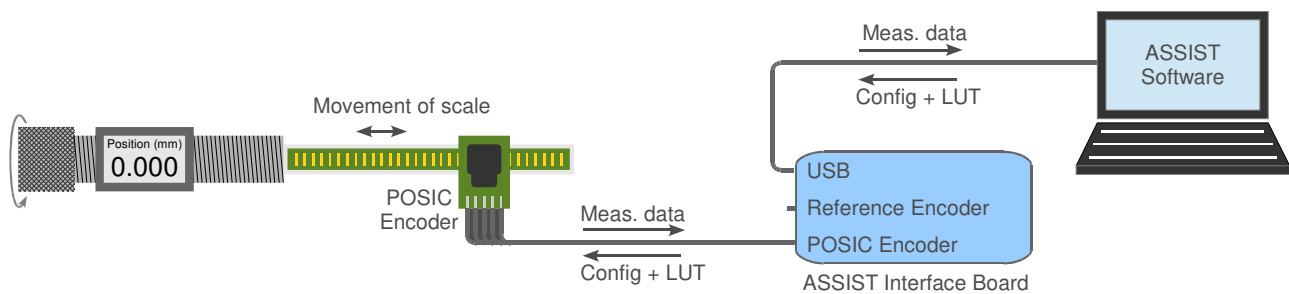 Position (mm)
0.000
Movement of scale
POSIC
Encoder
Meas. data
Config + LUT
Meas. data
Config + LUT
ASSIST
Software
USB
Reference Encoder
POSIC Encoder
ASSIST Interface Board